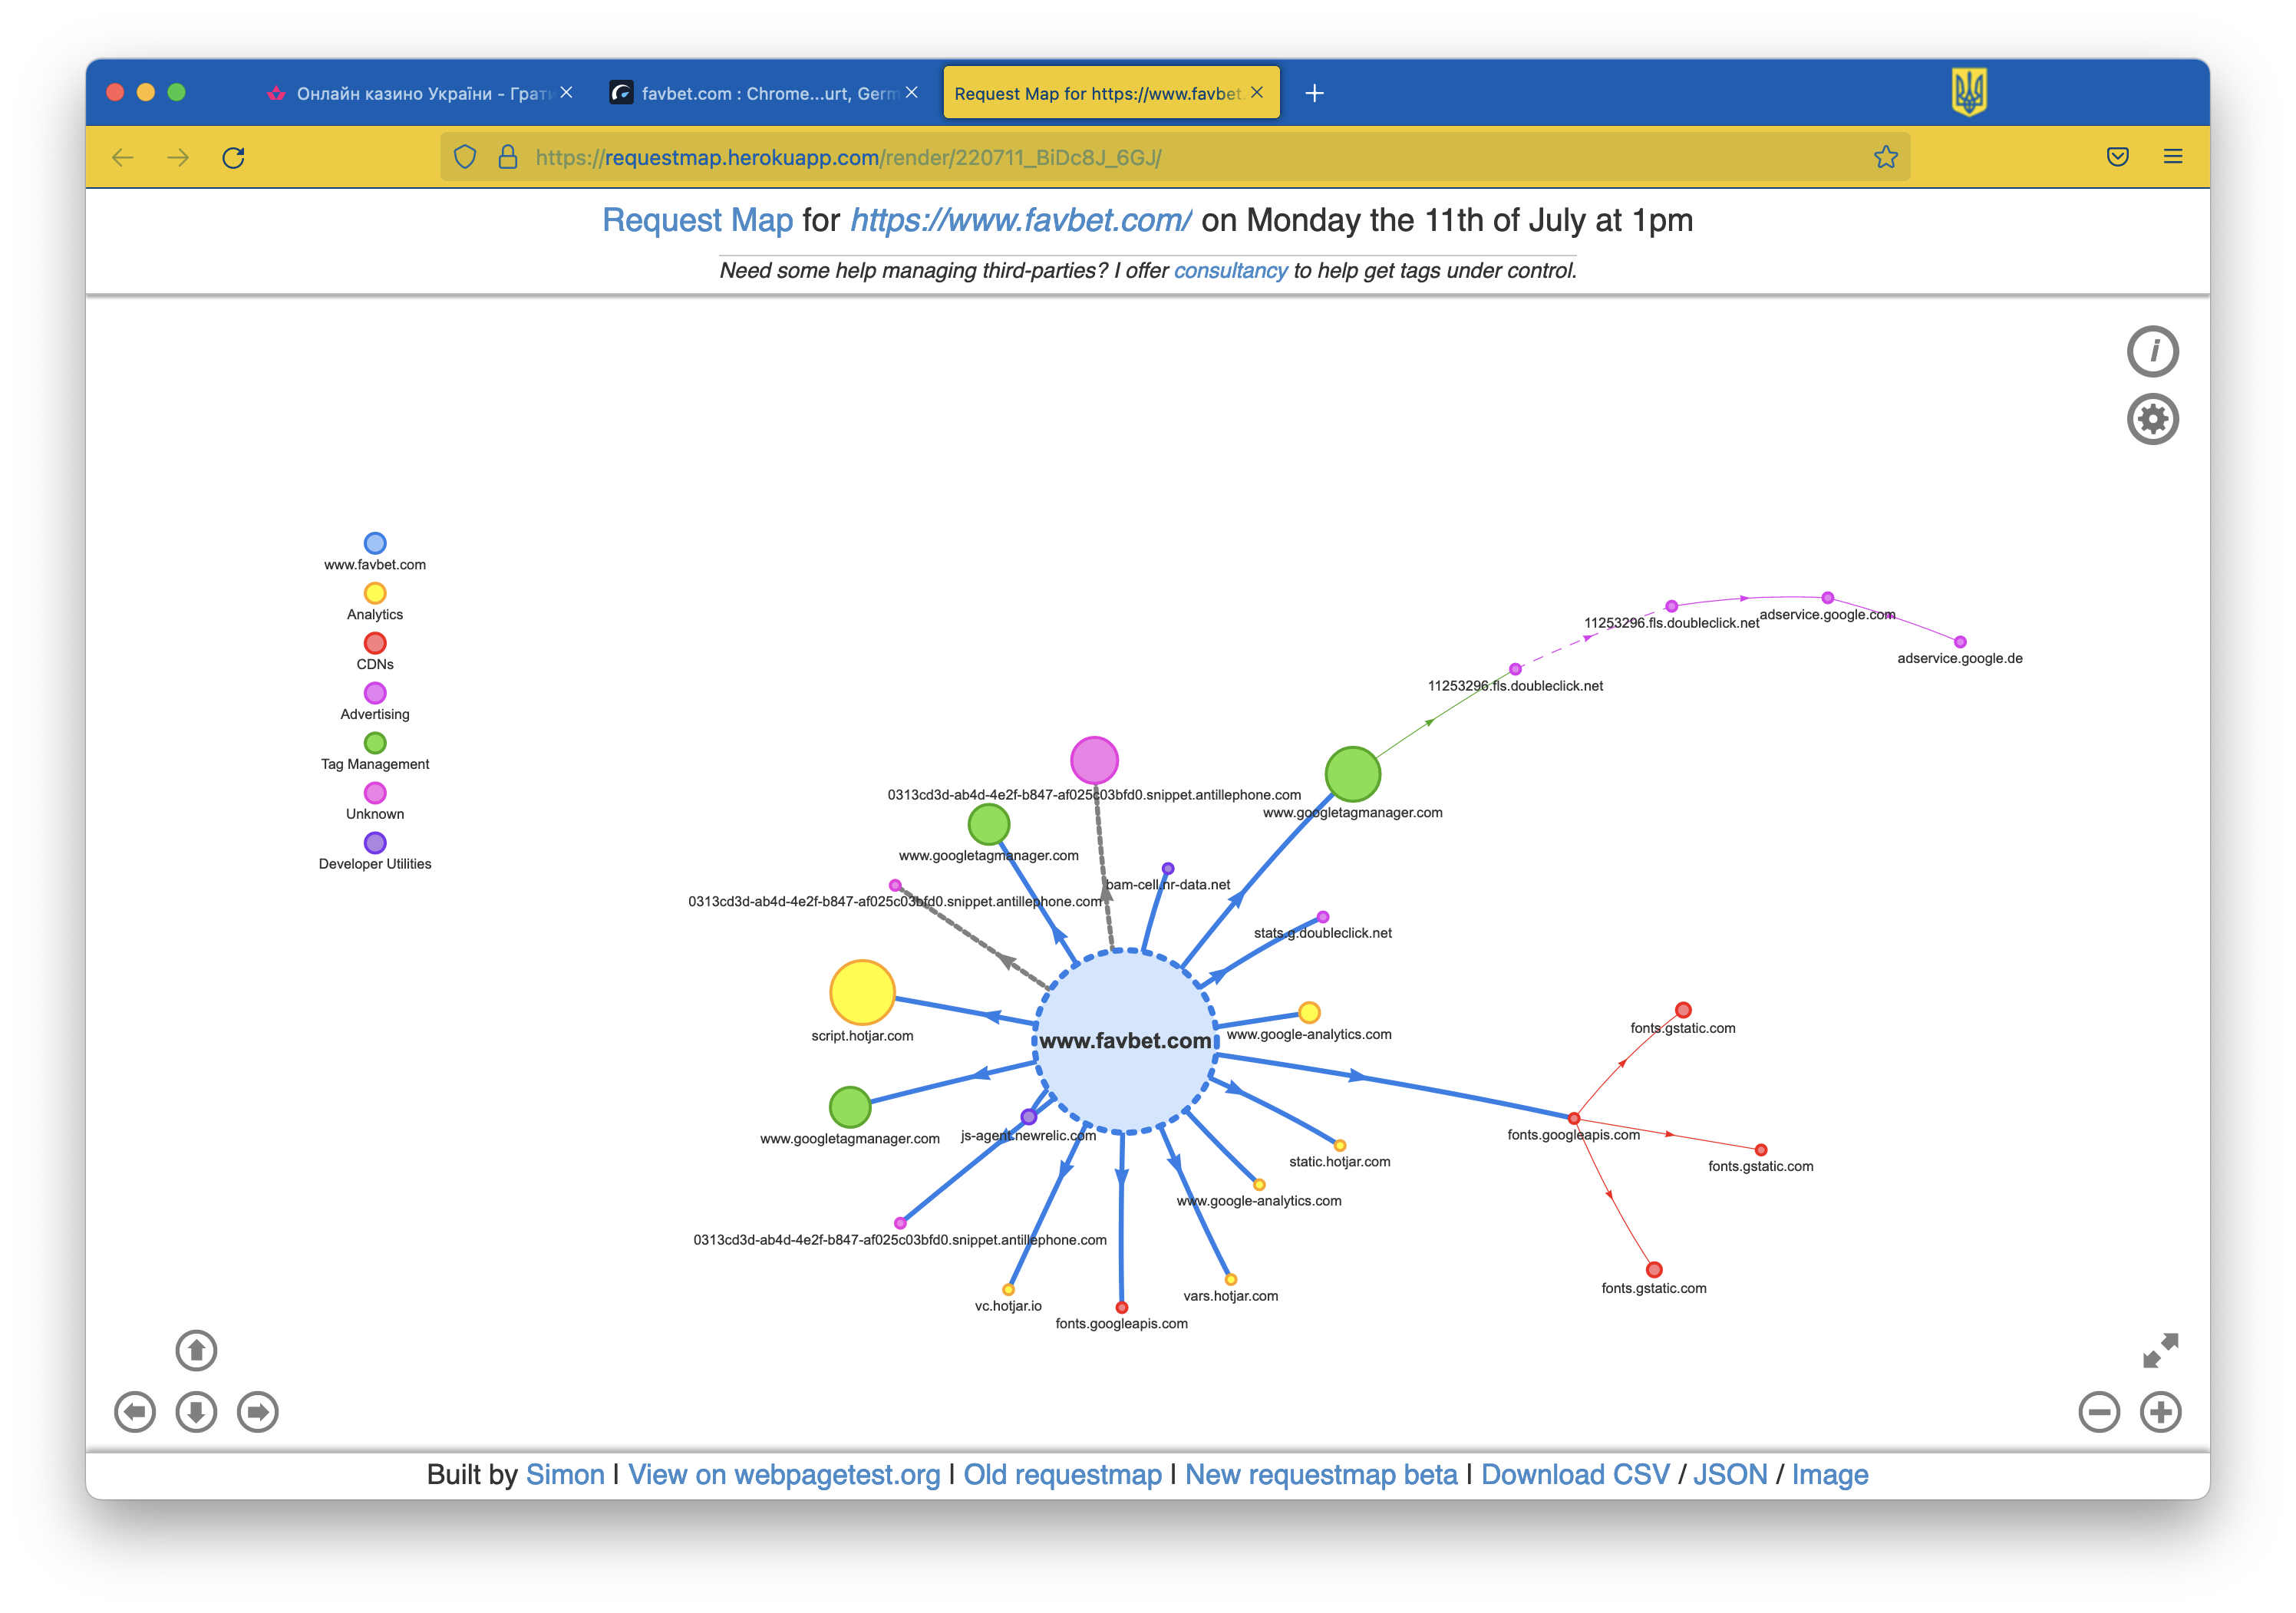 Онлайн казино України - Грати
favbet.com : Chrome...urt, Germ
Request Map for https://www.favbet.
https://requestmap.herokuapp.com/render/220711_BiDc8J_6GJ/
Request Map for https://www.favbet.com/ on Monday the 11th of July at 1pm
Need some help managing third-parties? I offer consultancy to help get tags under control.
i
www.favbet.com
Analytics
CDNs
Advertising
Tag Management
Unknown
Developer Utilities
adservice.google.com
11253296.fls.doubleclick.net
adservice.google.de
11253296.fls.doubleclick.net
0313cd3d-ab4d-4e2f-b847-af025c03bfd0.snippet.antillephone.com
www.googletagmanager.com
www.googletagmanager.com
bam-cell.nr-data.net
0313cd3d-ab4d-4e2f-b847-af025c03bfd0.snippet.antillephone.com
stats.g.doubleclick.net
script.hotjar.com
www.favbet.com
www.google-analytics.com
fonts.gstatic.com
www.googletagmanager.com
js-agent.newrelic.com
fonts.googleapis.com
static.hotjar.com
fonts.gstatic.com
www.google-analytics.com
0313cd3d-ab4d-4e2f-b847-af025c03bfd0.snippet.antillephone.com
fonts.gstatic.com
vars.hotjar.com
vc.hotjar.io
fonts.googleapis.com
Built by Simon | View on webpagetest.org | Old requestmap | New requestmap beta | Download CSV / JSON / Image